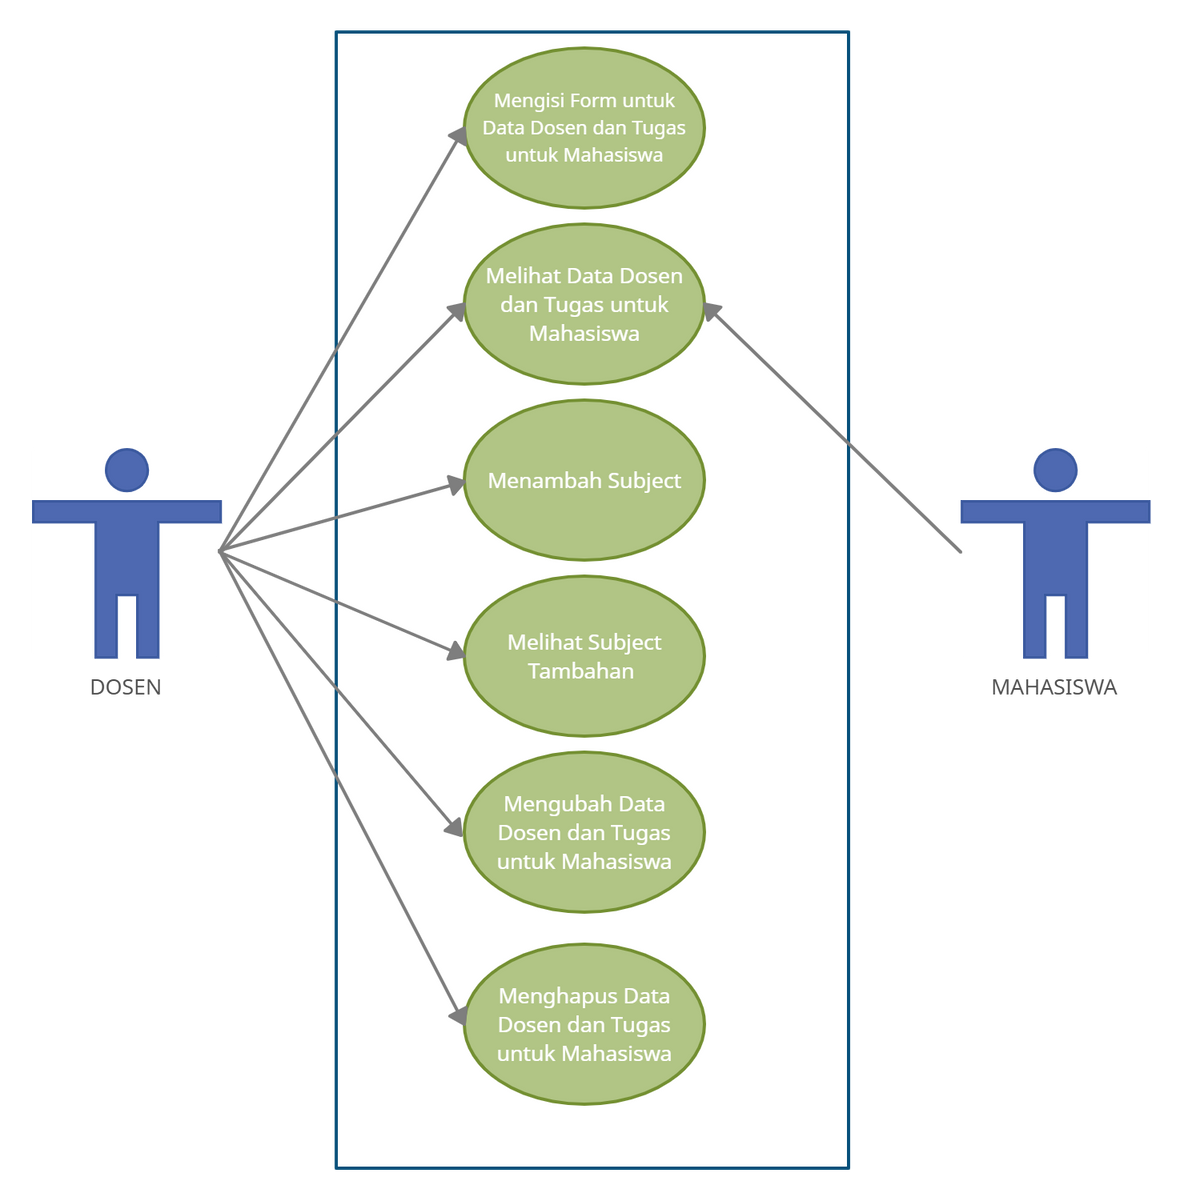 Mengisi Form untuk
Data Dosen dan Tugas
untuk Mahasiswa
Melihat Data Dosen
dan Tugas untuk
Mahasiswa
Menambah Subject
Melihat Subject
Tambahan
DOSEN
MAHASISWA
Mengubah Data
Dosen dan Tugas
untuk Mahasiswa
Menghapus Data
Dosen dan Tugas
untuk Mahasiswa